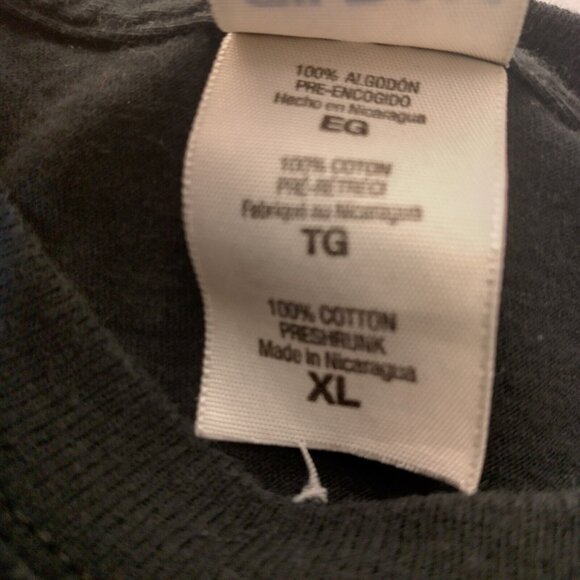 100% ALGODÓN
PRE-ENCOGIDO
Hecho en Nicaragua
EG
100% COTON
PRÉ-RÉTRÉCI
Fabriqué au Nicaragua
TG
100% COTTON
PRESHRUNK
Made in Nicaragua
XL